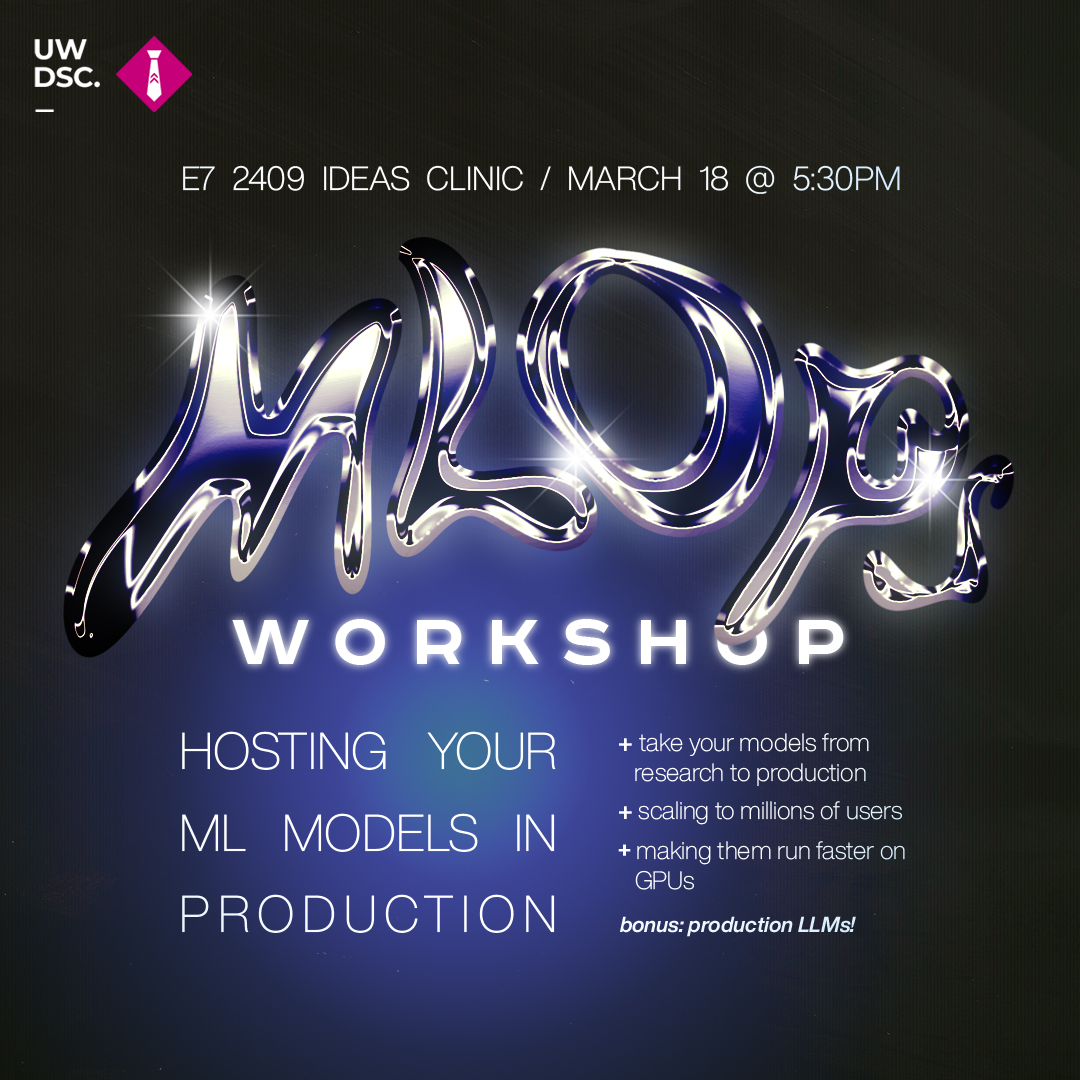 UW
DSC.
E7 2409 IDEAS CLINIC / MARCH 18 @ 5:30PM
MLOPs
WORKSHOP
HOSTING YOUR
ML MODELS IN
PRODUCTION
+ take your models from
research to production
+ scaling to millions of users
+ making them run faster on
GPUs
bonus: production LLMs!